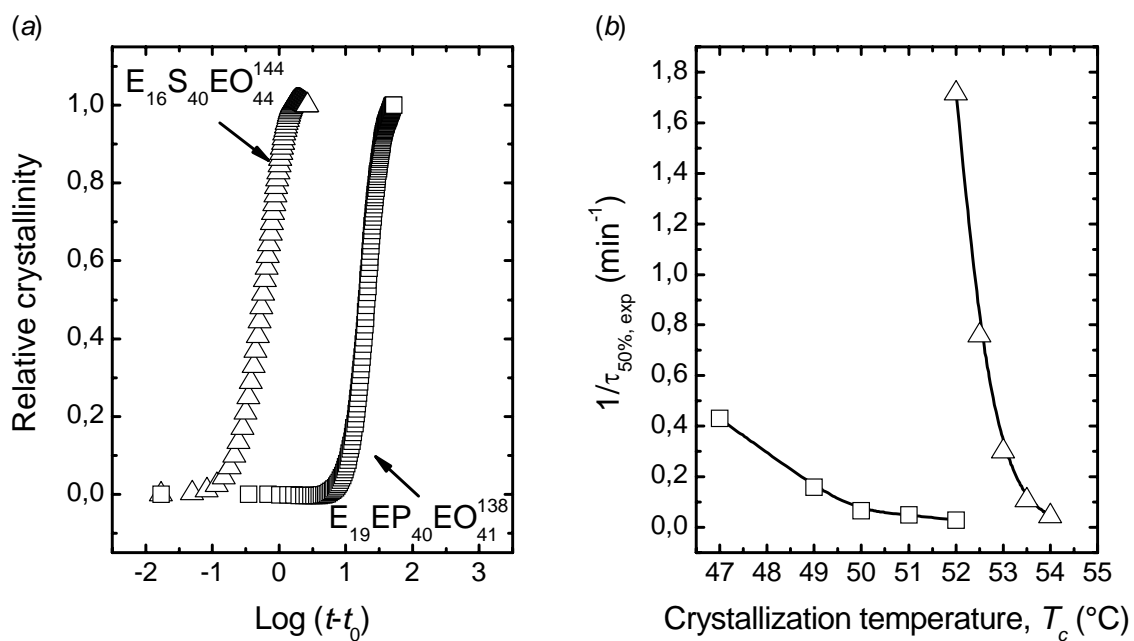 (a)
E₁₆S₄₀EO₄₄¹⁴⁴
E₁₉EP₄₀EO₄₁¹³⁸
Relative crystallinity
1,0
0,8
0,6
0,4
0,2
0,0
-2 -1 0 1 2 3
Log (t-t₀)
(b)
1/τ₅₀%, exp (min⁻¹)
1,8
1,6
1,4
1,2
1,0
0,8
0,6
0,4
0,2
0,0
47 48 49 50 51 52 53 54 55
Crystallization temperature, T_c (°C)